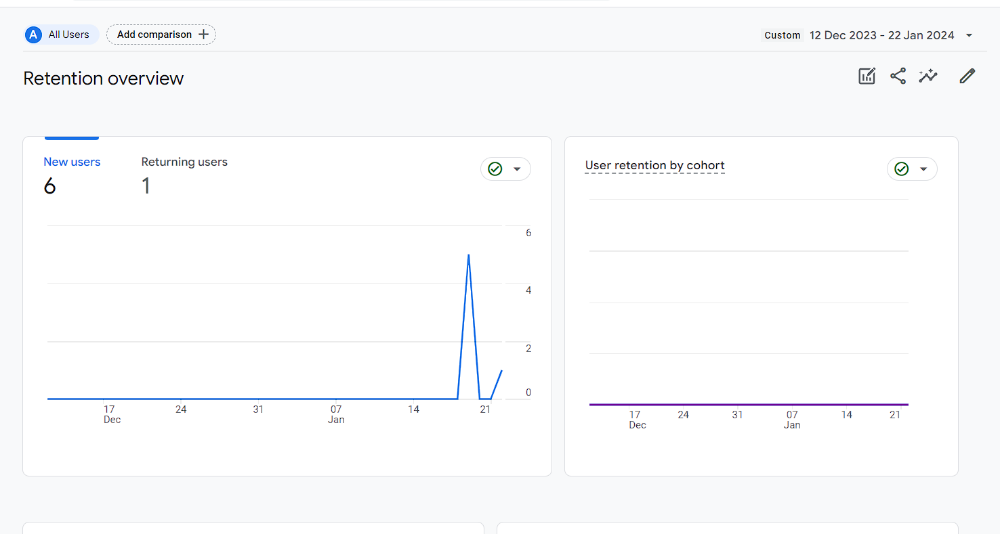 A All Users Add comparison + Custom 12 Dec 2023 - 22 Jan 2024
Retention overview
New users Returning users
6 1
6
4
2
0
17 24 31 07 14 21
Dec Jan
User retention by cohort
17 24 31 07 14 21
Dec Jan